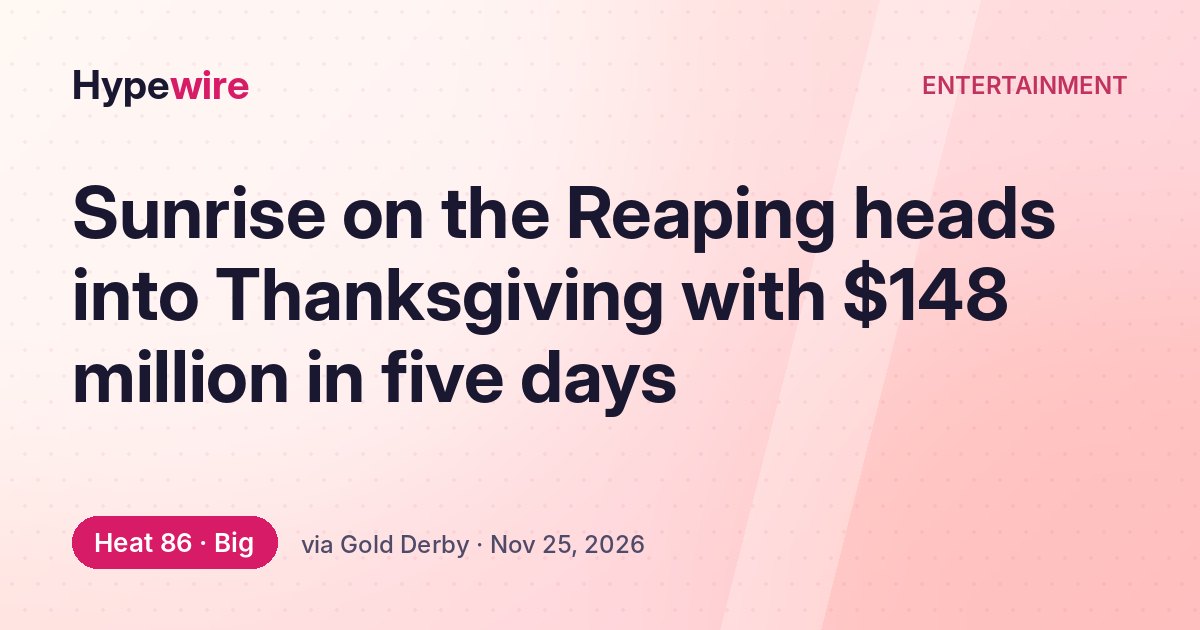 Hypewire
ENTERTAINMENT
Sunrise on the Reaping heads
into Thanksgiving with $148
million in five days
Heat 86 · Big
via Gold Derby · Nov 25, 2026